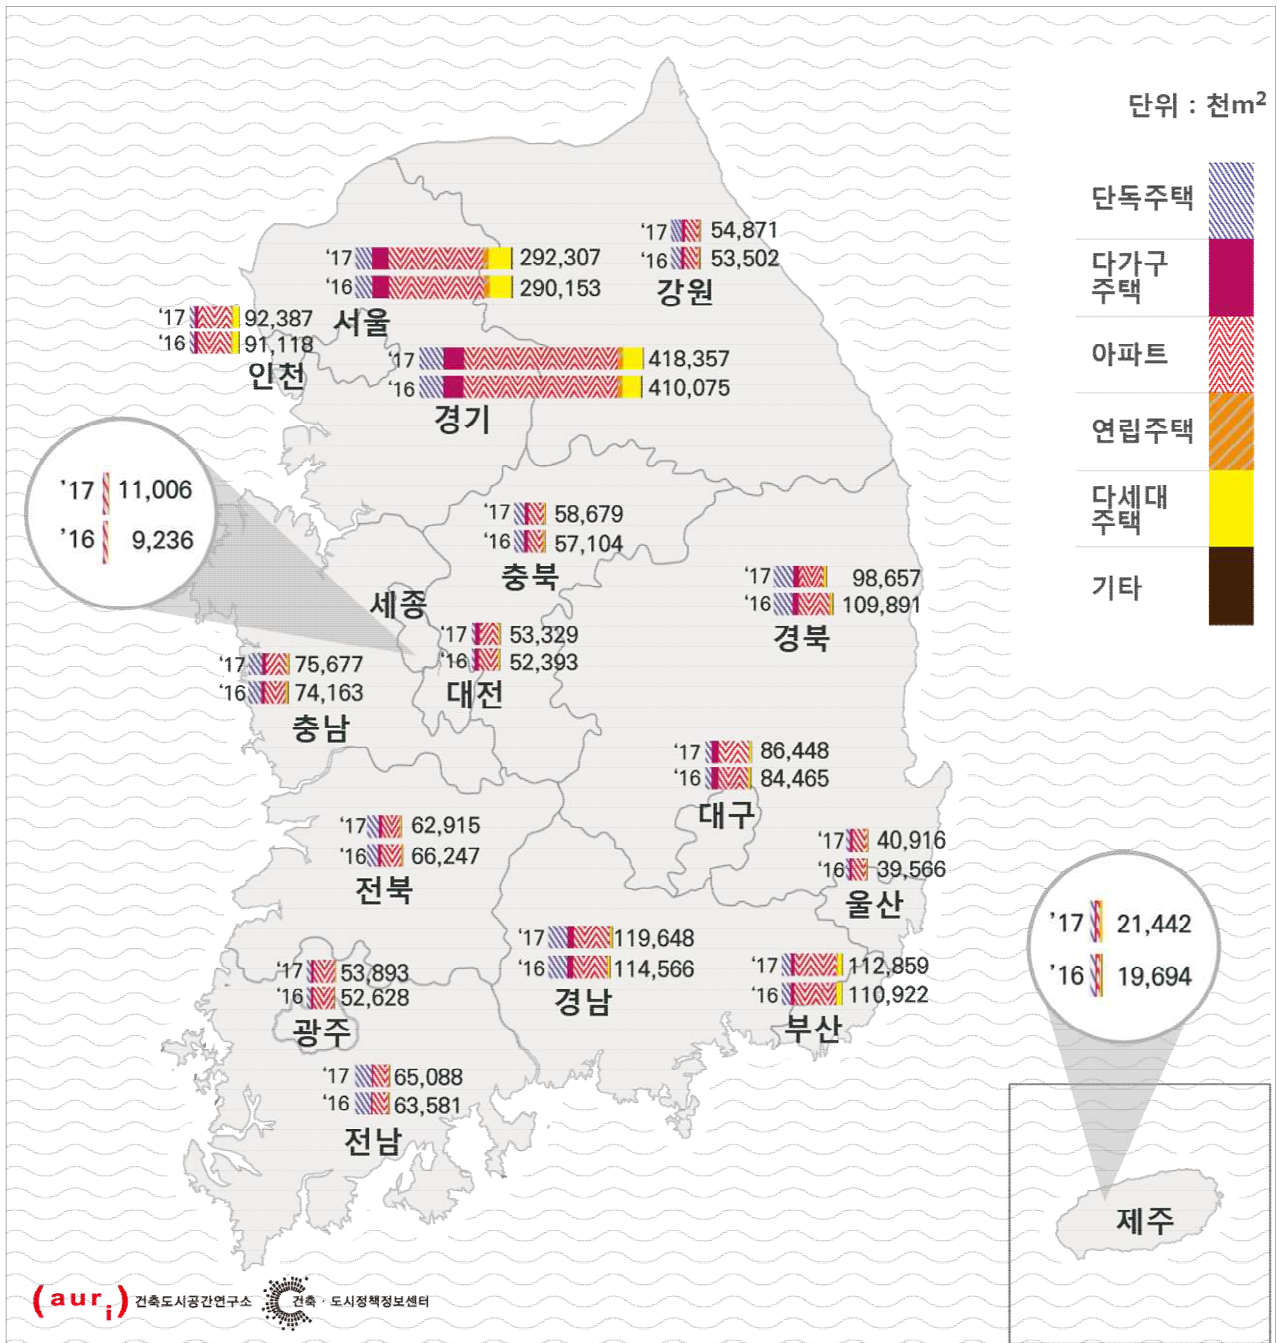 단위 : 천m²
단독주택
다가구
주택
아파트
연립주택
다세대
주택
기타
‘17 54,871
‘16 53,502
강원
‘17 292,307
‘16 290,153
서울
‘17 92,387
‘16 91,118
인천
‘17 418,357
‘16 410,075
경기
’17 11,006
’16 9,236
세종
‘17 58,679
‘16 57,104
충북
‘17 98,657
‘16 109,891
경북
‘17 53,329
‘16 52,393
대전
‘17 75,677
‘16 74,163
충남
‘17 86,448
‘16 84,465
대구
‘17 62,915
‘16 66,247
전북
‘17 40,916
‘16 39,566
울산
‘17 119,648
‘16 114,566
경남
‘17 112,859
‘16 110,922
부산
‘17 53,893
‘16 52,628
광주
‘17 65,088
‘16 63,581
전남
’17 21,442
’16 19,694
제주
(auri) 건축도시공간연구소
건축·도시정책정보센터